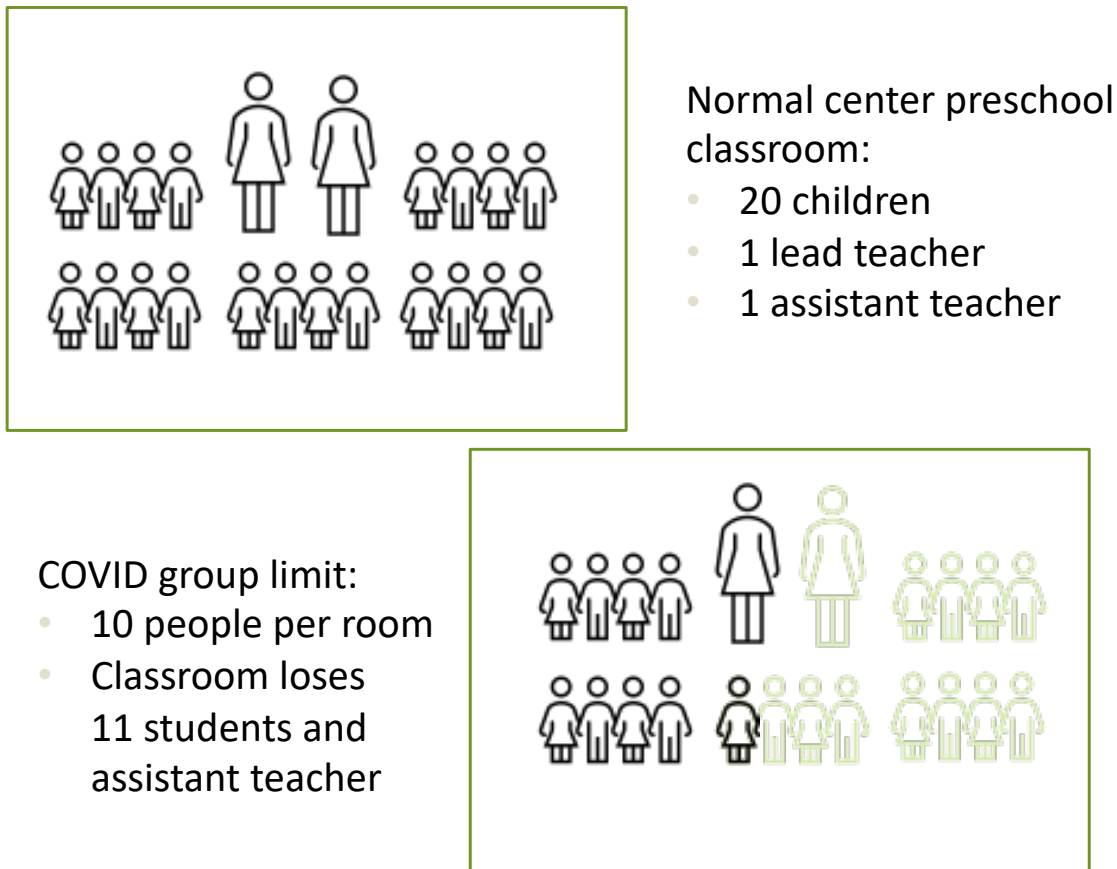 Normal center preschool
classroom:
• 20 children
• 1 lead teacher
• 1 assistant teacher
COVID group limit:
• 10 people per room
• Classroom loses
11 students and
assistant teacher